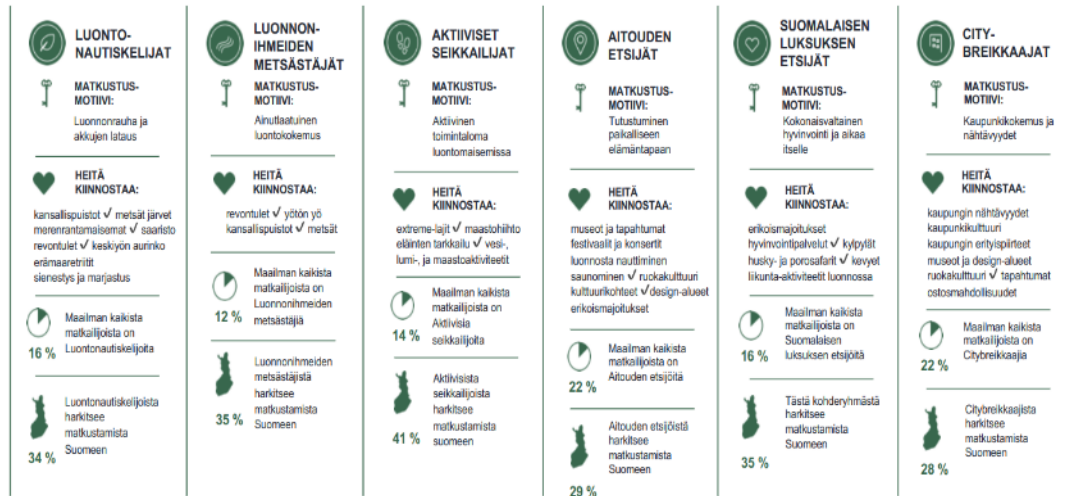 LUONTO-
NAUTISKELIJAT
MATKUSTUS-
MOTIIVI:
Luonnonrauha ja
akkujen lataus
HEITÄ
KIINNOSTAA:
kansallispuistot ✓ metsät järvet
merenrantamaisemat ✓ saaristo
revontulet ✓ keskiyön aurinko
erämaaretriitit
sienestys ja marjastus
Maailman kaikista
matkailijoista on
Luontonautiskelijoita
16 %
Luontonautiskelijoista
harkitsee
matkustamista
Suomeen
34 %
LUONNON-
IHMEIDEN
METSÄSTÄJÄT
MATKUSTUS-
MOTIIVI:
Ainutlaatuinen
luontokokemus
HEITÄ
KIINNOSTAA:
revontulet ✓ yötön yö
kansallispuistot ✓ metsät
Maailman kaikista
matkailijoista on
Luonnonihmeiden
metsästäjiä
12 %
Luonnonihmeiden
metsästäjistä
harkitsee
matkustamista
Suomeen
35 %
AKTIIVISET
SEIKKAILIJAT
MATKUSTUS-
MOTIIVI:
Aktiivinen
toimintaloma
luontomaisemissa
HEITÄ
KIINNOSTAA:
extreme-lajit ✓ maastohiihto
eläinten tarkkailu ✓ vesi-,
lumi-, ja maastoaktiviteetit
Maailman kaikista
matkailijoista on
Aktiivisia
seikkailijoita
14 %
Aktiivisista
seikkailijoista
harkitsee
matkustamista
suomeen
41 %
AITOUDEN
ETSIJÄT
MATKUSTUS-
MOTIIVI:
Tutustuminen
paikalliseen
elämäntapaan
HEITÄ
KIINNOSTAA:
museot ja tapahtumat
festivaalit ja konsertit
luonnosta nauttiminen
saunominen ✓ ruokakulttuuri
kulttuurikohteet ✓design-alueet
erikoismajoitukset
Maailman kaikista
matkailijoista on
Aitouden etsijöitä
22 %
Aitouden etsijöistä
harkitsee
matkustamista
Suomeen
29 %
SUOMALAISEN
LUKSUKSEN
ETSIJÄT
MATKUSTUS-
MOTIIVI:
Kokonaisvaltainen
hyvinvointi ja aikaa
itselle
HEITÄ
KIINNOSTAA:
erikoismajoitukset
hyvinvointipalvelut ✓ kylpylät
husky- ja porosafarit ✓ kevyet
liikunta-aktiviteetit luonnossa
Maailman kaikista
matkailijoista on
Suomalaisen
luksuksen etsijöitä
16 %
Tästä kohderyhmästä
harkitsee
matkustamista
Suomeen
35 %
CITY-
BREIKKAAJAT
MATKUSTUS-
MOTIIVI:
Kaupunkikokemus ja
nähtävyydet
HEITÄ
KIINNOSTAA:
kaupungin nähtävyydet
kaupunkikulttuuri
kaupungin erityispiirteet
museot ja design-alueet
ruokakulttuuri ✓ tapahtumat
ostosmahdollisuudet
Maailman kaikista
matkailijoista on
Citybreikkaajia
22 %
Citybreikkaajista
harkitsee
matkustamista
Suomeen
28 %